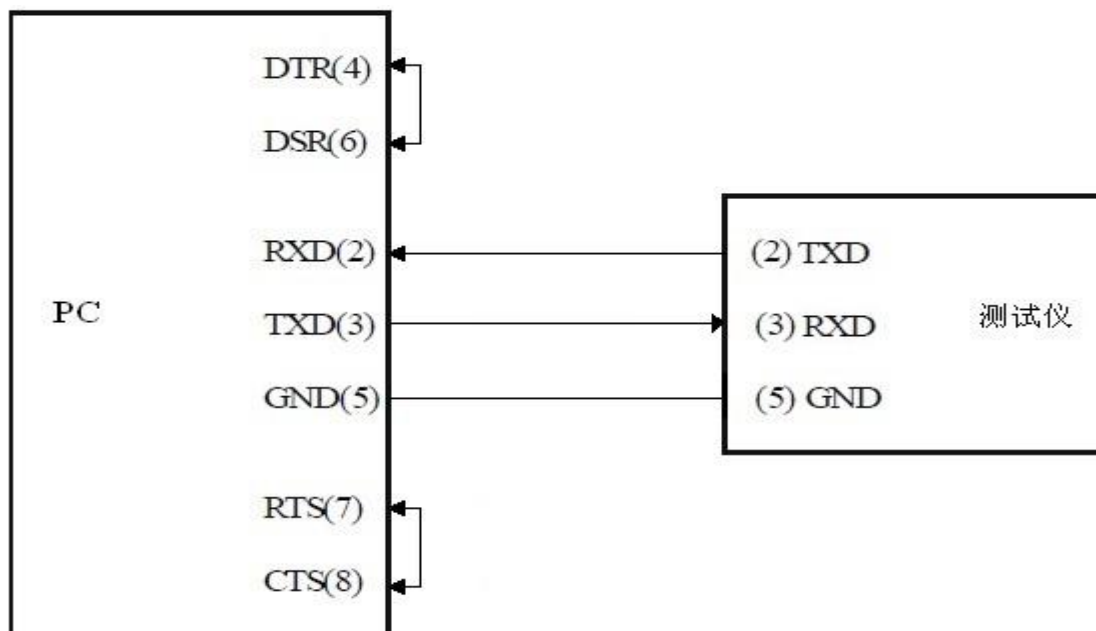 DTR(4)
DSR(6)
RXD(2)
(2) TXD
PC
TXD(3)
(3) RXD
测试仪
GND(5)
(5) GND
RTS(7)
CTS(8)